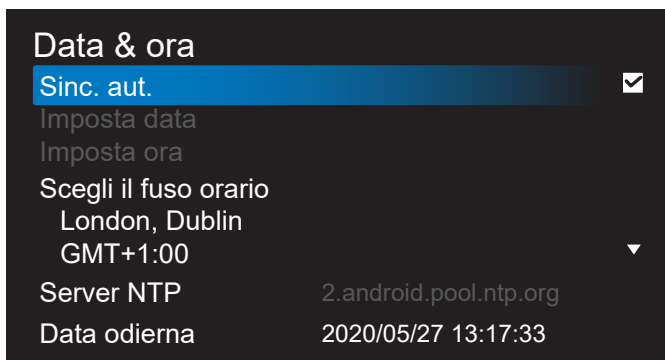 Data & ora
Sinc. aut.
Imposta data
Imposta ora
Scegli il fuso orario
London, Dublin
GMT+1:00
Server NTP 2.android.pool.ntp.org
Data odierna 2020/05/27 13:17:33